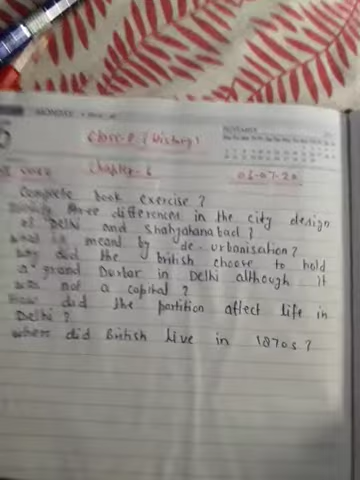 MONDAY
NOVEMBER
Class-8 (History)
Chapter-6 06-07-20
Complete book exercise ?
three differences in the city design
of Delhi and Shahjahanabad ?
what is meant by de-urbanisation ?
why did the british choose to hold
a grand Durbar in Delhi although it
was not a capital ?
How did the partition affect life in
Delhi ?
where did British live in 1870s ?